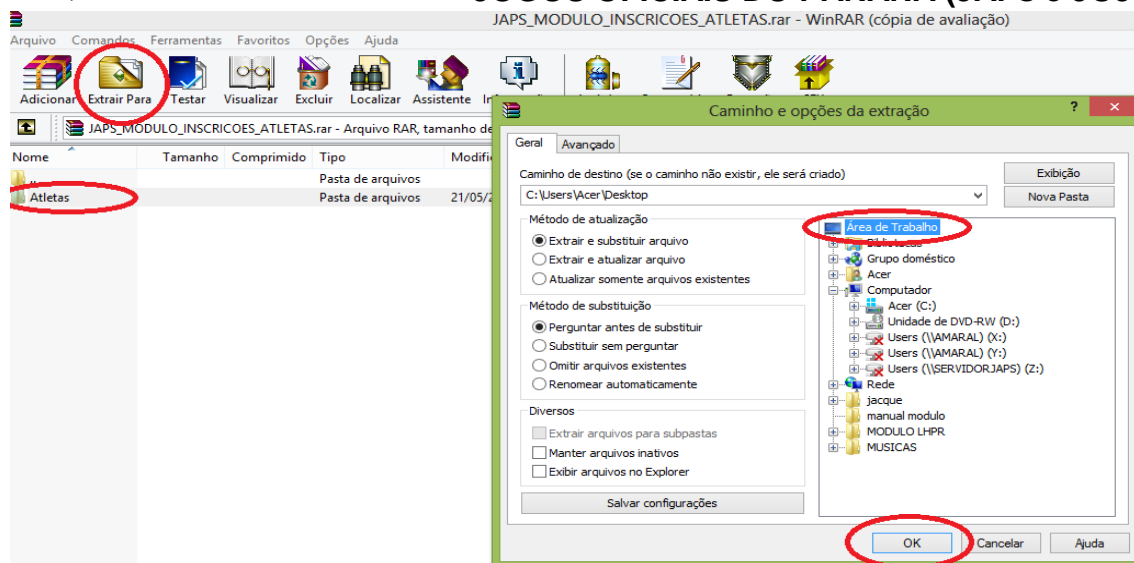 JAPS_MODULO_INSCRICOES_ATLETAS.rar - WinRAR (cópia de avaliação)
Arquivo Comandos Ferramentas Favoritos Opções Ajuda
Adicionar Extrair Para Testar Visualizar Excluir Localizar Assistente
JAPS_MODULO_INSCRICOES_ATLETAS.rar - Arquivo RAR, tamanho de
Nome Tamanho Comprimido Tipo
..
Pasta de arquivos
Atletas Pasta de arquivos 21/05/2
Caminho e opções da extração ? ×
Geral Avançado
Caminho de destino (se o caminho não existir, ele será criado)
Exibição
C:\Users\Acer\Desktop
Nova Pasta
Método de atualização
Extrair e substituir arquivo
Extrair e atualizar arquivo
Atualizar somente arquivos existentes
Método de substituição
Perguntar antes de substituir
Substituir sem perguntar
Omitir arquivos existentes
Renomear automaticamente
Diversos
Extrair arquivos para subpastas
Manter arquivos inativos
Exibir arquivos no Explorer
Salvar configurações
Área de Trabalho
Bibliotecas
Grupo doméstico
Acer
Computador
Acer (C:)
Unidade de DVD-RW (D:)
Users (\\AMARAL) (X:)
Users (\\AMARAL) (Y:)
Users (\\SERVIDORJAPS) (Z:)
Rede
jacque
manual modulo
MODULO LHPR
MUSICAS
OK Cancelar Ajuda